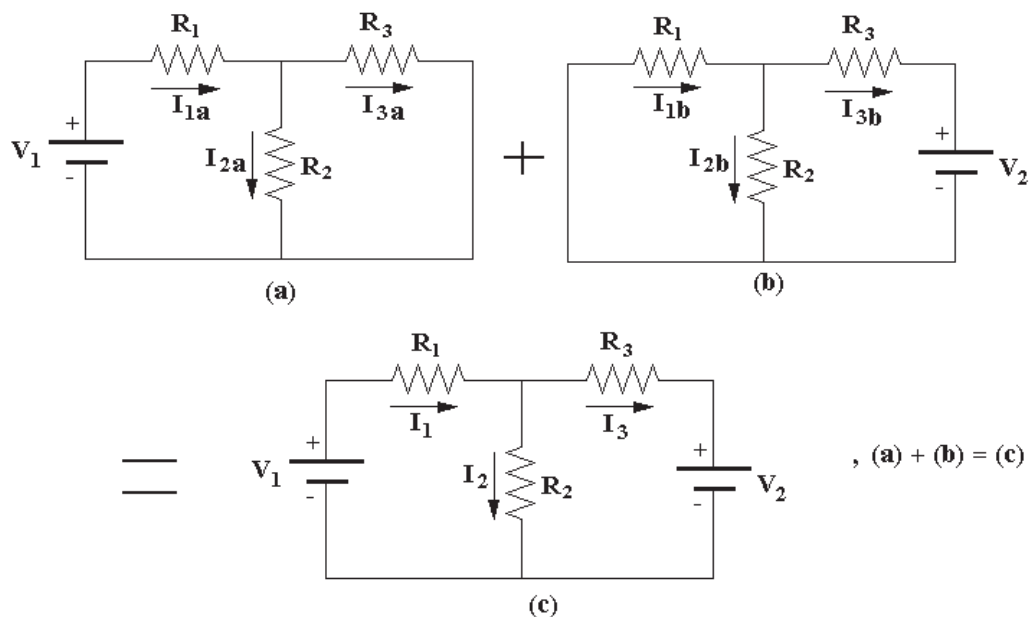 R1 R3 R1 R3
I1a I3a I1b I3b
+ +
V1 I2a R2 + I2b R2 V2
- -
(a) (b)
R1 R3
I1 I3
+ +
= V1 I2 R2 V2 , (a) + (b) = (c)
- -
(c)